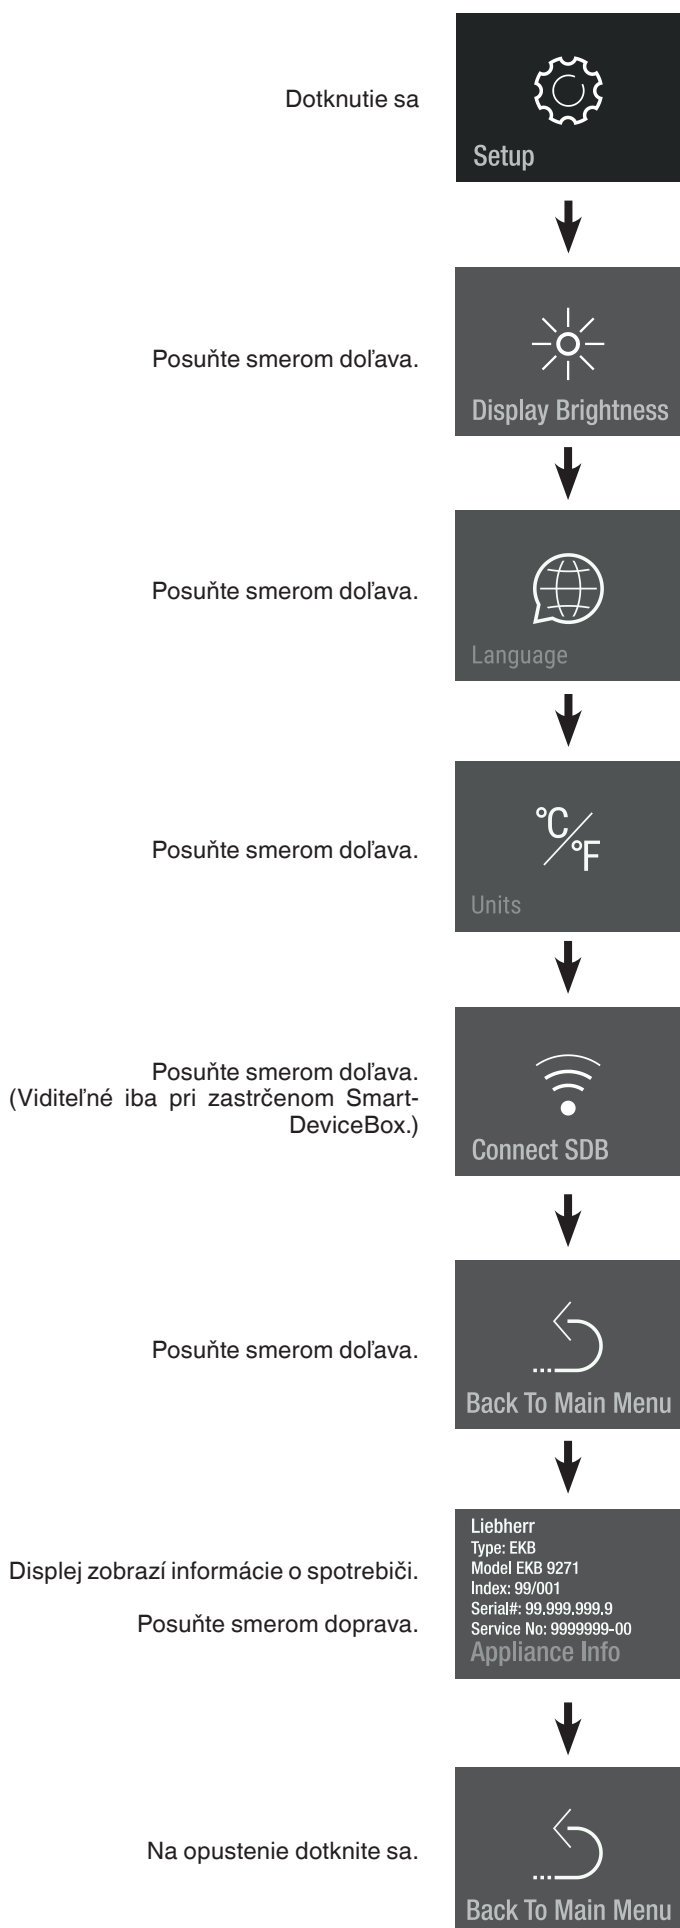 Dotknutie sa
Setup
Posuňte smerom doľava.
Display Brightness
Posuňte smerom doľava.
Language
Posuňte smerom doľava.
°C/°F
Units
Posuňte smerom doľava.
(Viditeľné iba pri zastrčenom Smart-
DeviceBox.)
Connect SDB
Posuňte smerom doľava.
Back To Main Menu
Displej zobrazí informácie o spotrebiči.
Posuňte smerom doprava.
Liebherr
Type: EKB
Model EKB 9271
Index: 99/001
Serial#: 99.999.999.9
Service No: 9999999-00
Appliance Info
Na opustenie dotknite sa.
Back To Main Menu